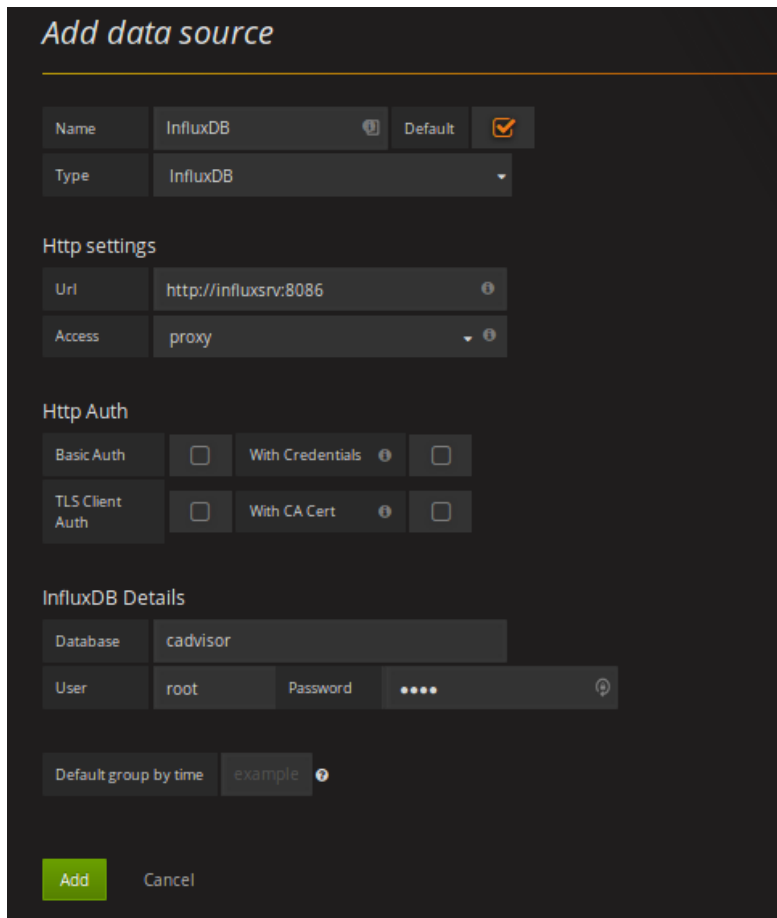 Add data source
Name InfluxDB Default
Type InfluxDB
Http settings
Url http://influxsrv:8086
Access proxy
Http Auth
Basic Auth With Credentials
TLS Client
Auth
With CA Cert
InfluxDB Details
Database cadvisor
User root Password ••••
Default group by time example
Add Cancel